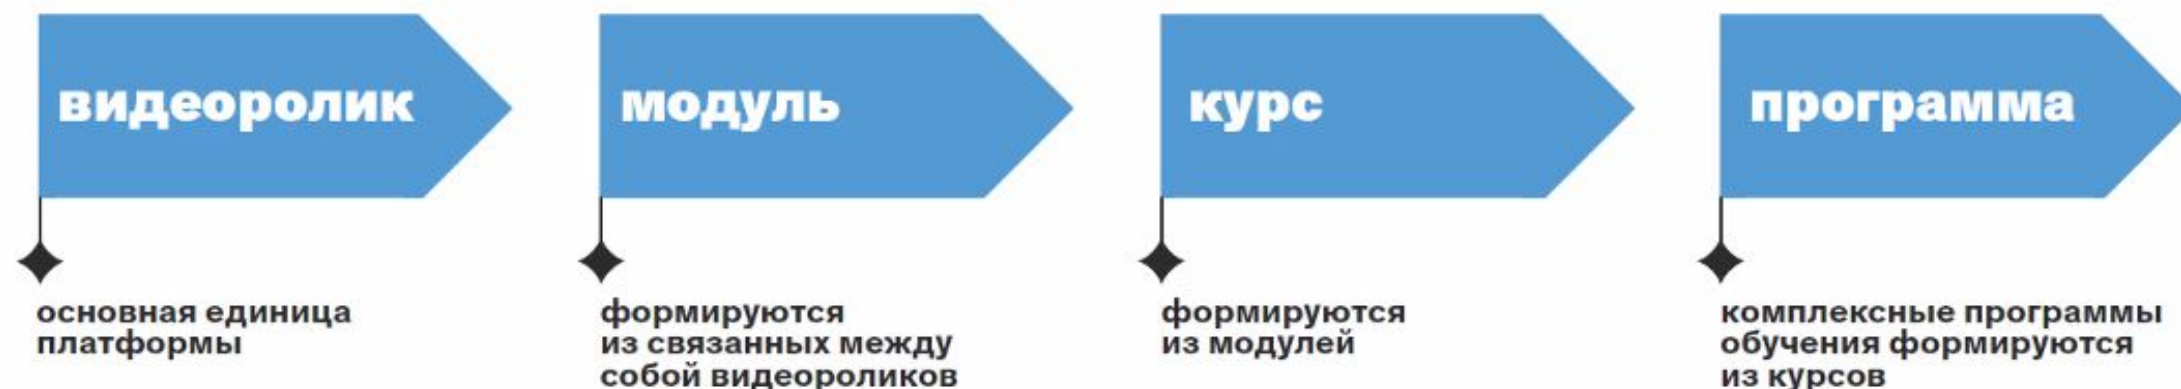 видеоролик
основная единица
платформы
модуль
формируются
из связанных между
собой видеороликов
курс
формируются
из модулей
программа
комплексные программы
обучения формируются
из курсов